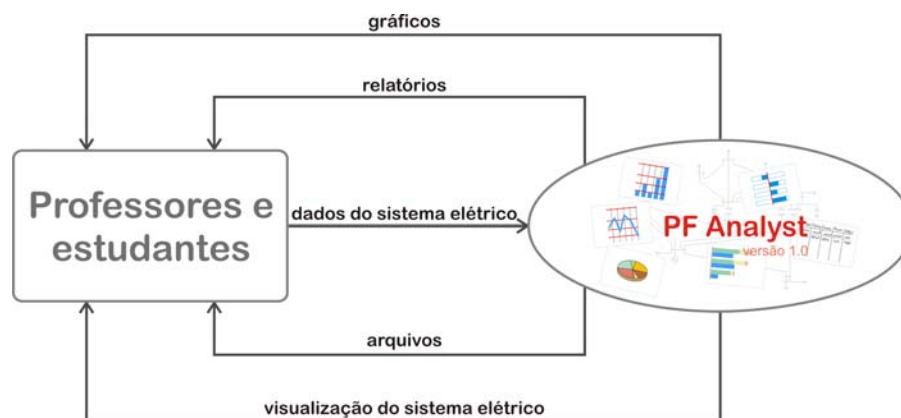 gráficos
relatórios
Professores e
estudantes
dados do sistema elétrico
PF Analyst
versão 1.0
arquivos
visualização do sistema elétrico